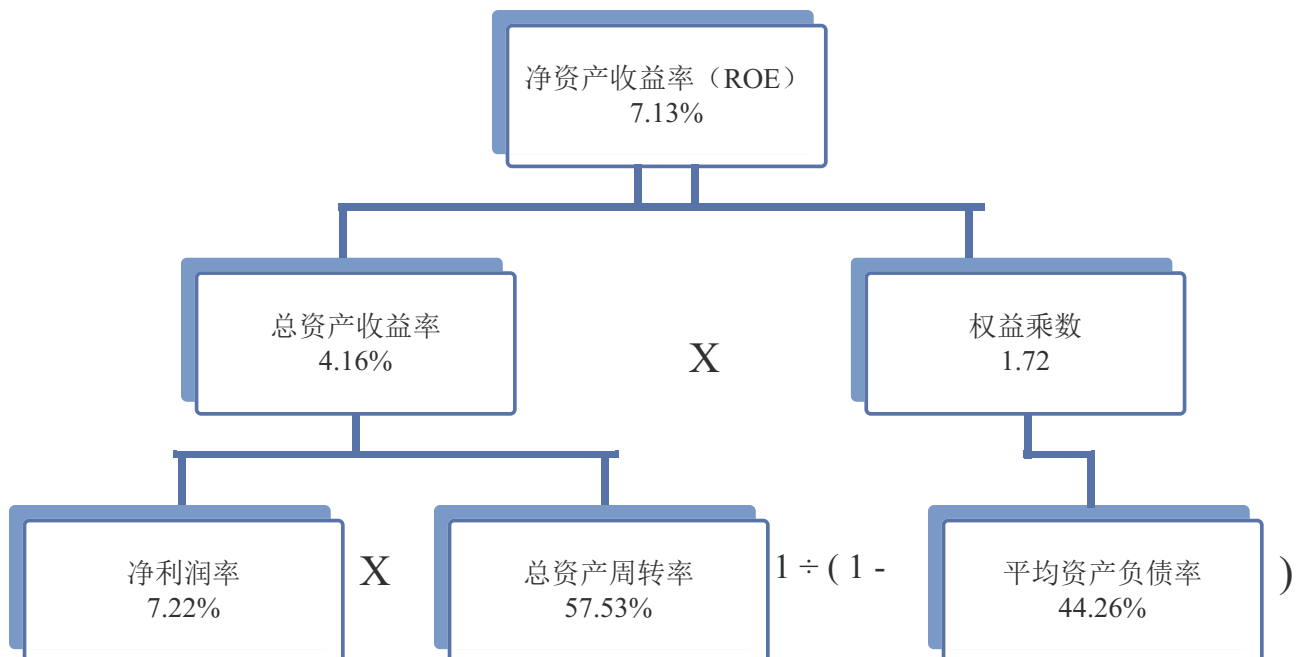 净资产收益率（ROE）
7.13%
总资产收益率
4.16%
X
权益乘数
1.72
净利润率
7.22%
X
总资产周转率
57.53%
1 ÷ ( 1 -
平均资产负债率
44.26%
)